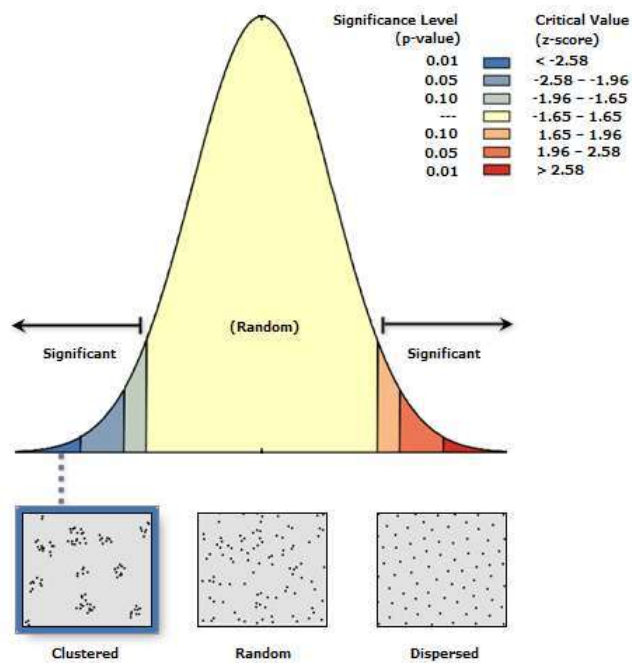 Significance Level Critical Value
(p-value) (z-score)
0.01 < -2.58
0.05 -2.58 – -1.96
0.10 -1.96 – -1.65
--- -1.65 – 1.65
0.10 1.65 – 1.96
0.05 1.96 – 2.58
0.01 > 2.58
(Random)
Significant Significant
Clustered Random Dispersed